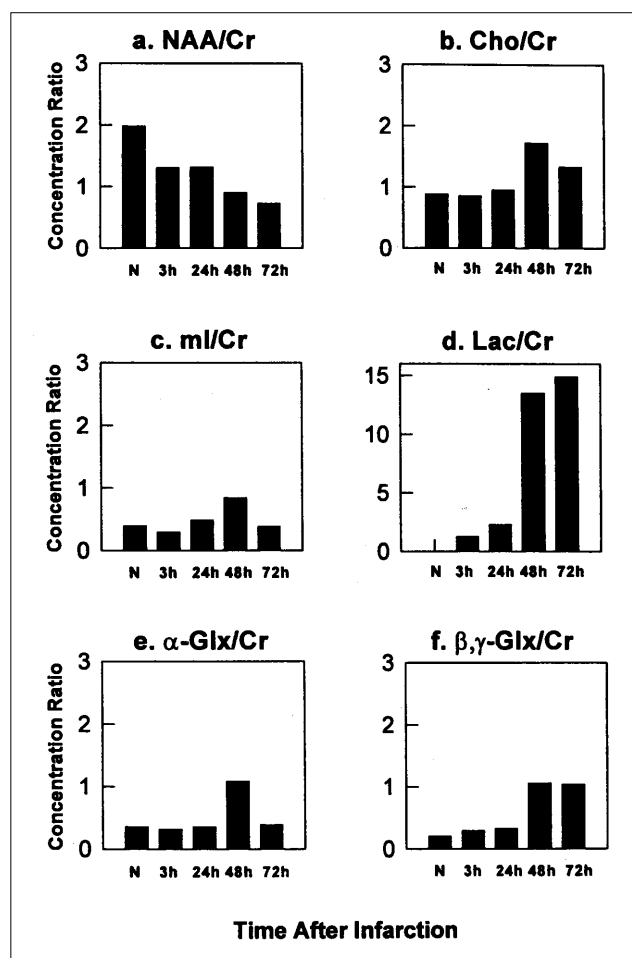 a. NAA/Cr
Concentration Ratio
3
2
1
0
N 3h 24h 48h 72h
b. Cho/Cr
3
2
1
0
N 3h 24h 48h 72h
c. mI/Cr
Concentration Ratio
3
2
1
0
N 3h 24h 48h 72h
d. Lac/Cr
15
10
5
0
N 3h 24h 48h 72h
e. α-Glx/Cr
Concentration Ratio
3
2
1
0
N 3h 24h 48h 72h
f. β,γ-Glx/Cr
3
2
1
0
N 3h 24h 48h 72h
Time After Infarction